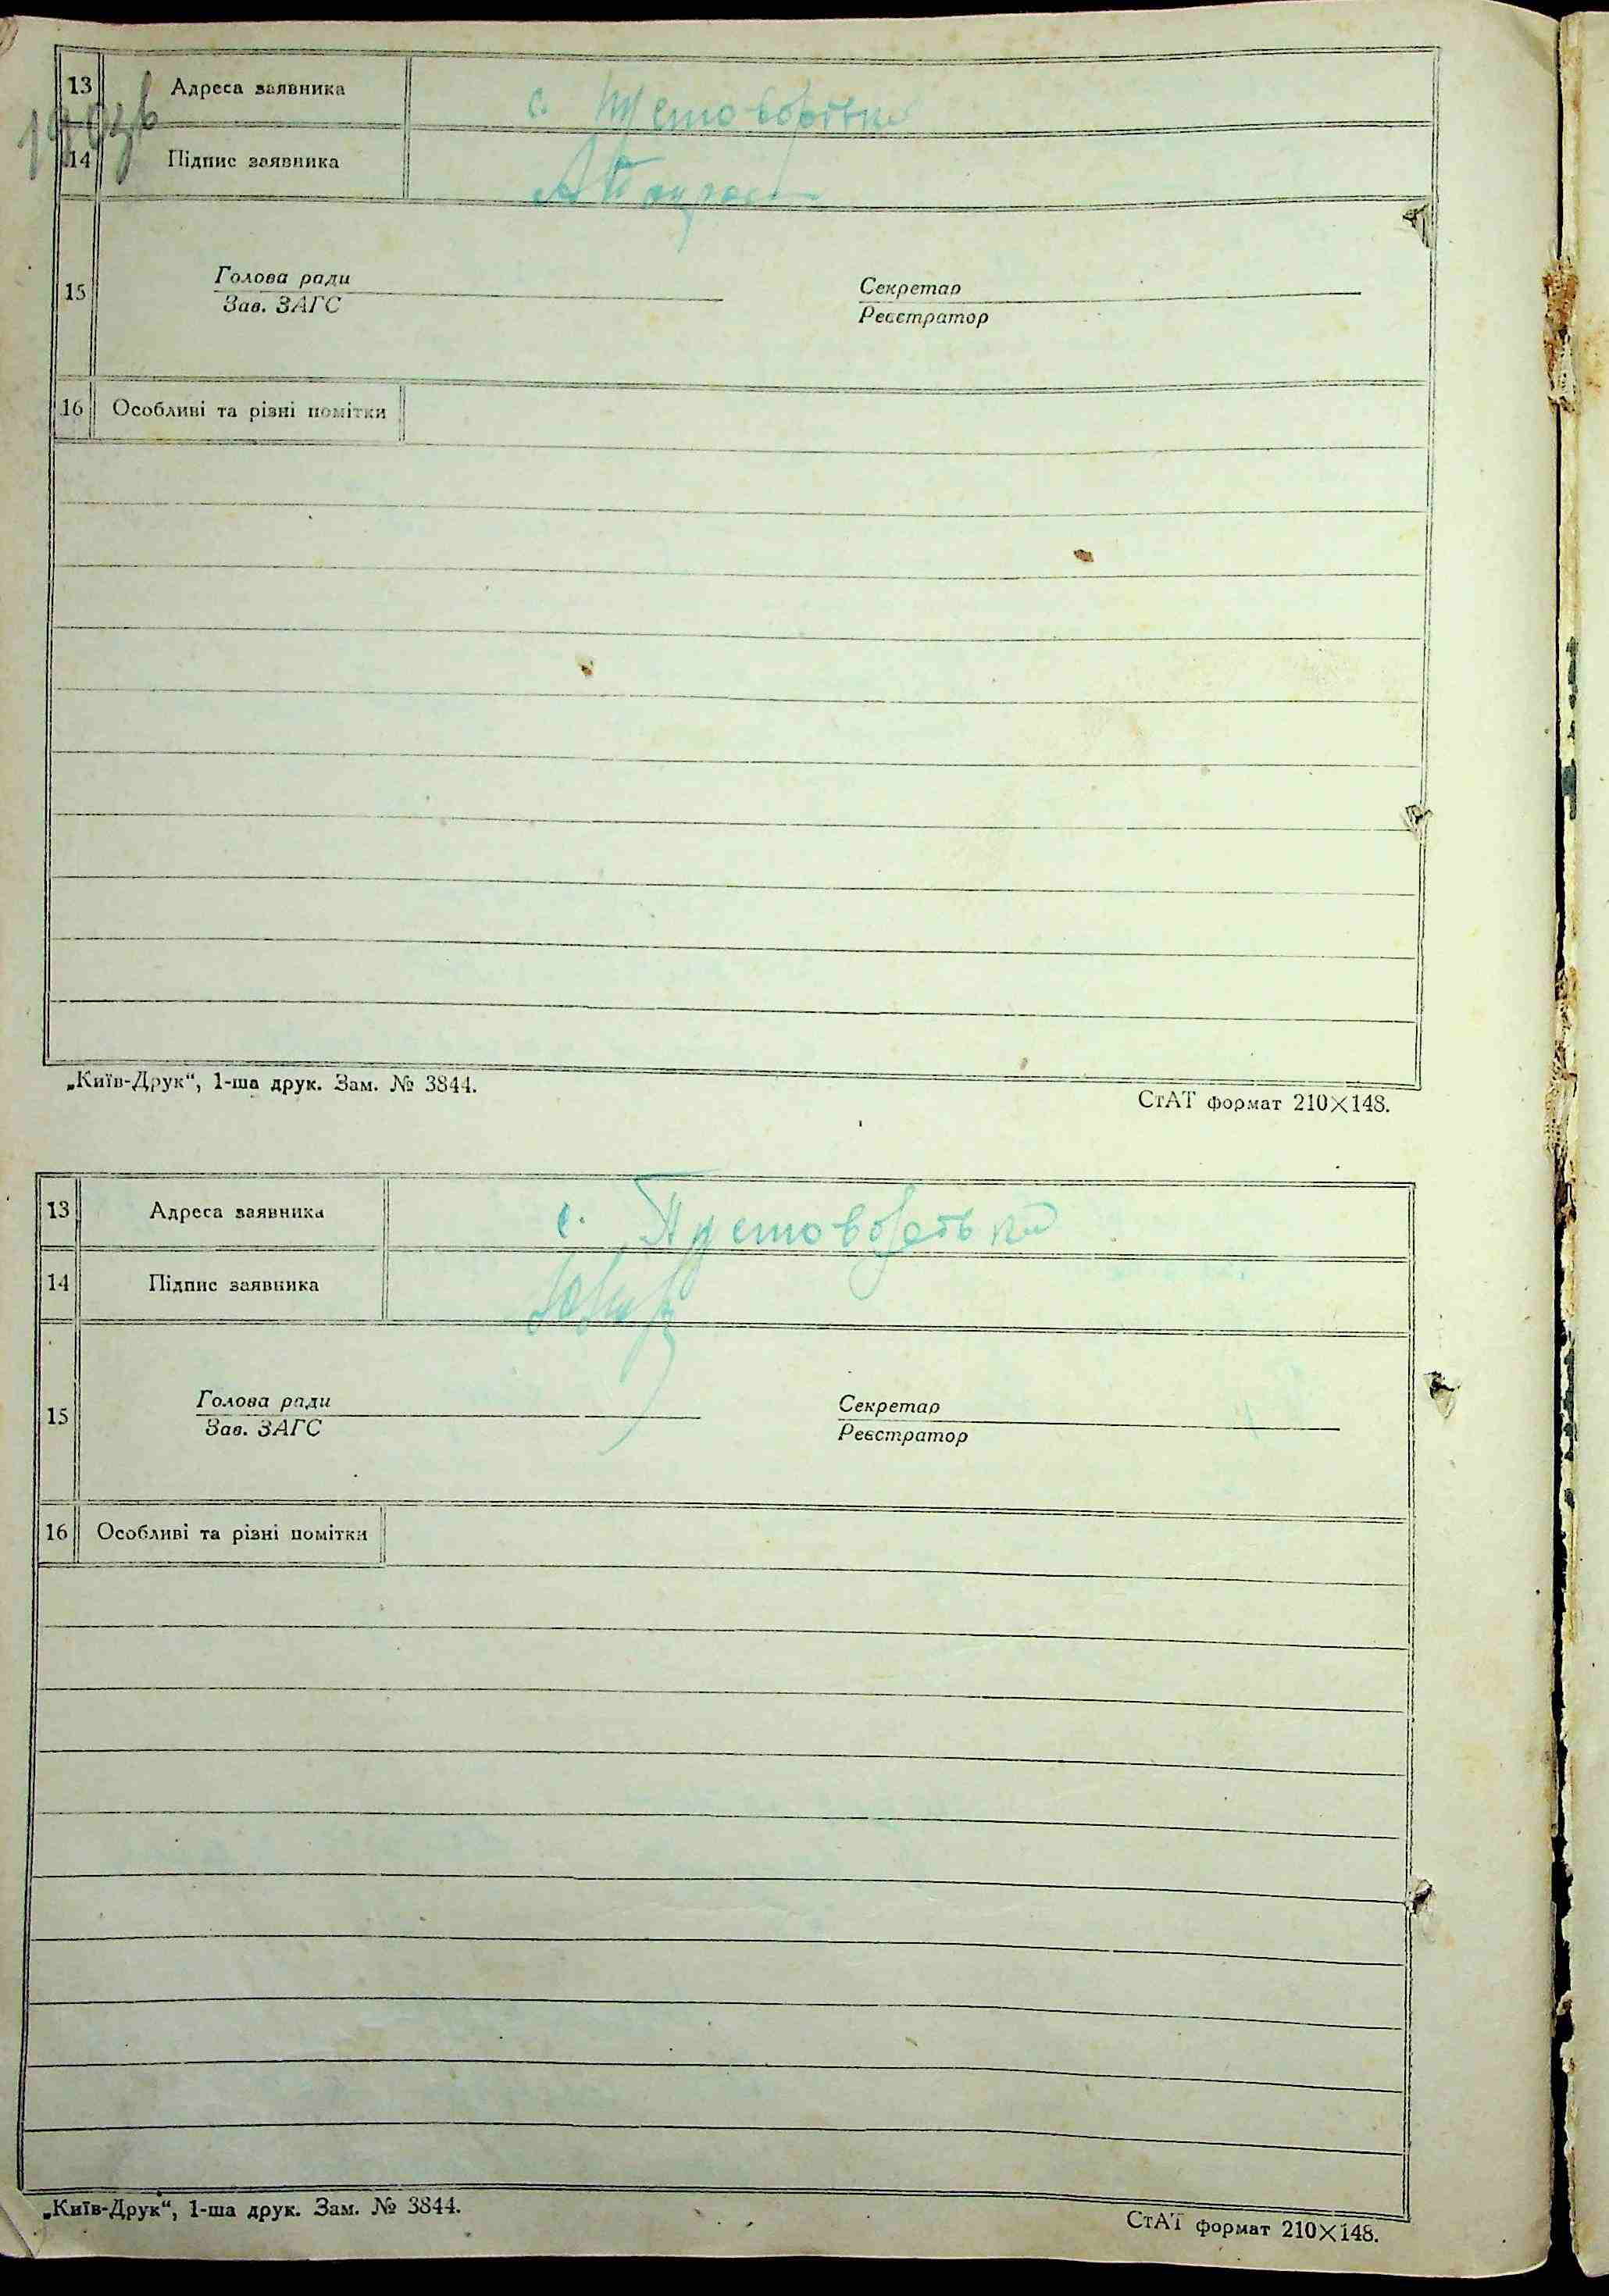 13 Адреса заявника с. Пустоворівка
14 Підпис заявника
15 Голова ради Секретар
Зав. ЗАГС Реєстратор
16 Особливі та різні помітки
„Київ-Друк“, 1-ша друк. Зам. № 3844. СтАТ формат 210×148.
13 Адреса заявника с.
14 Підпис заявника
15 Голова ради Секретар
Зав. ЗАГС Реєстратор
16 Особливі та різні помітки
„Київ-Друк“, 1-ша друк. Зам. № 3844. СтАТ формат 210×148.